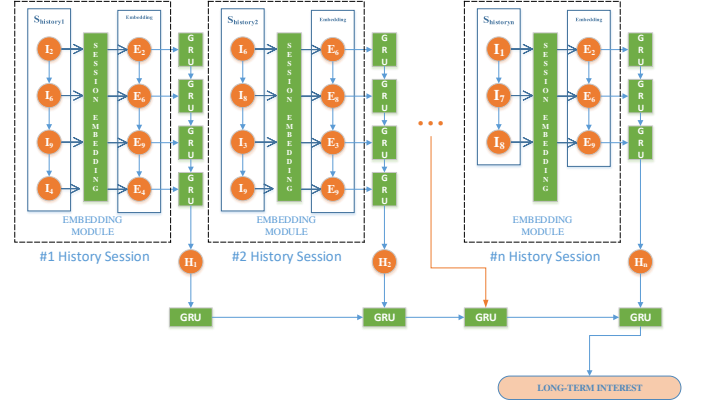 S_history1
Embedding
S_history2
Embedding
S_historyn
Embedding
I2
E2
GRU
I6
E6
GRU
I1
E2
GRU
I6
E6
GRU
I8
E8
GRU
I7
E6
GRU
I9
E9
GRU
I3
E3
GRU
I8
E9
GRU
I4
E4
GRU
I9
E9
GRU
SESSION EMBEDDING
SESSION EMBEDDING
SESSION EMBEDDING
EMBEDDING
MODULE
EMBEDDING
MODULE
EMBEDDING
MODULE
#1 History Session
#2 History Session
#n History Session
H1
H2
Hn
GRU
GRU
GRU
GRU
LONG-TERM INTEREST